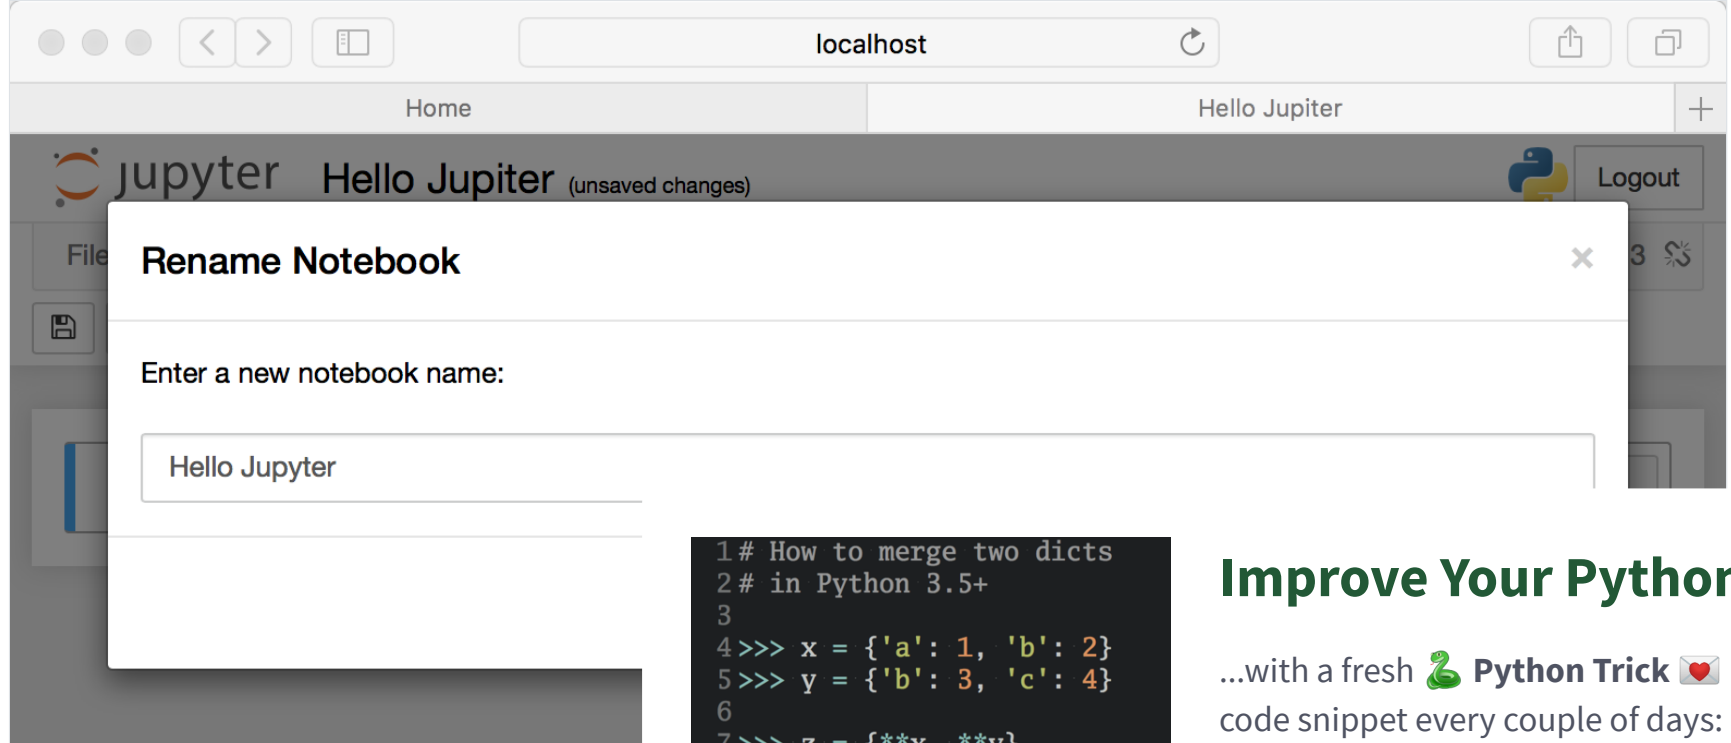 localhost
Home
Hello Jupiter
jupyter Hello Jupiter (unsaved changes)
Logout
File
3
Rename Notebook
Enter a new notebook name:
Hello Jupyter
1 # How to merge two dicts
2 # in Python 3.5+
3
4 >>> x = {'a': 1, 'b': 2}
5 >>> y = {'b': 3, 'c': 4}
6
7 >>> z = {**x, **y}
Improve Your Python
...with a fresh 🐍 Python Trick 💌
code snippet every couple of days: